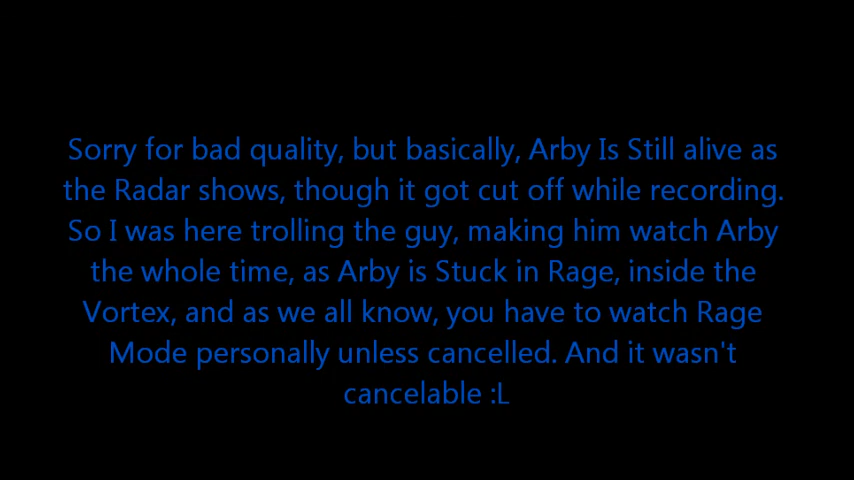 Sorry for bad quality, but basically, Arby Is Still alive as
the Radar shows, though it got cut off while recording.
So I was here trolling the guy, making him watch Arby
the whole time, as Arby is Stuck in Rage, inside the
Vortex, and as we all know, you have to watch Rage
Mode personally unless cancelled. And it wasn't
cancelable :L